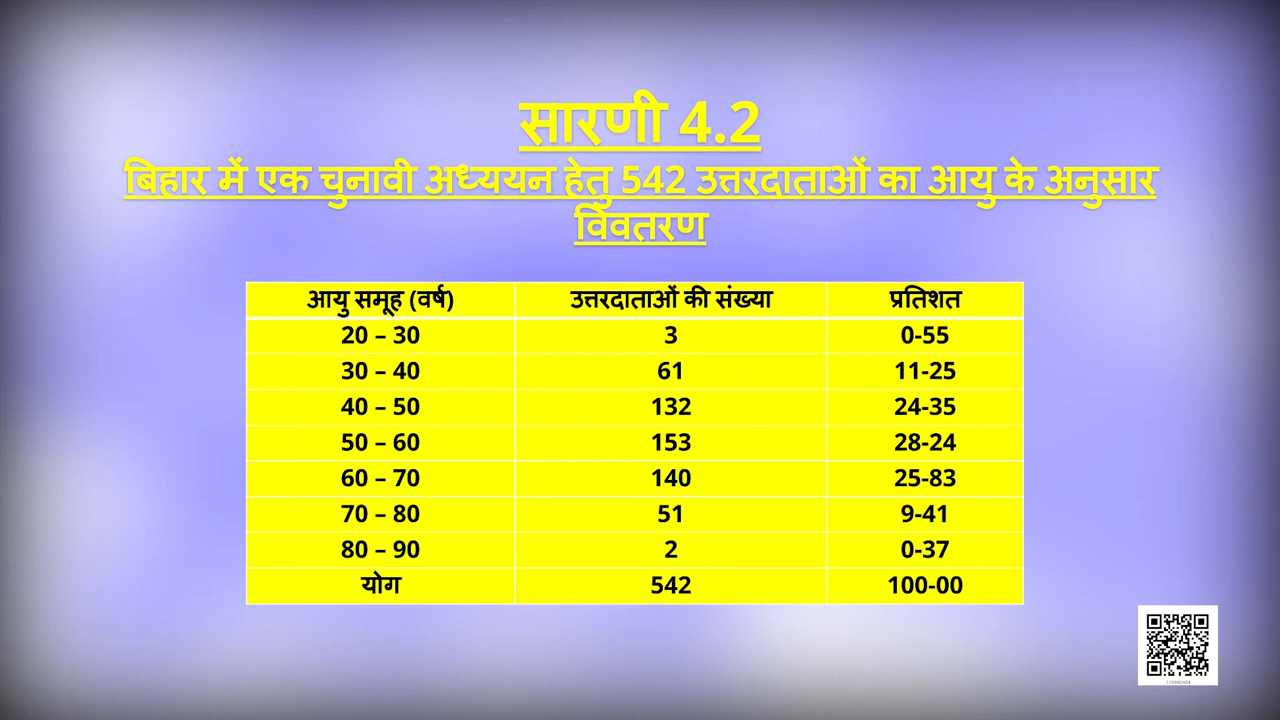 सारणी 4.2
बिहार में एक चुनावी अध्ययन हेतु 542 उत्तरदाताओं का आयु के अनुसार
विवतरण
आयु समूह (वर्ष) उत्तरदाताओं की संख्या प्रतिशत
20 – 30 3 0-55
30 – 40 61 11-25
40 – 50 132 24-35
50 – 60 153 28-24
60 – 70 140 25-83
70 – 80 51 9-41
80 – 90 2 0-37
योग 542 100-00